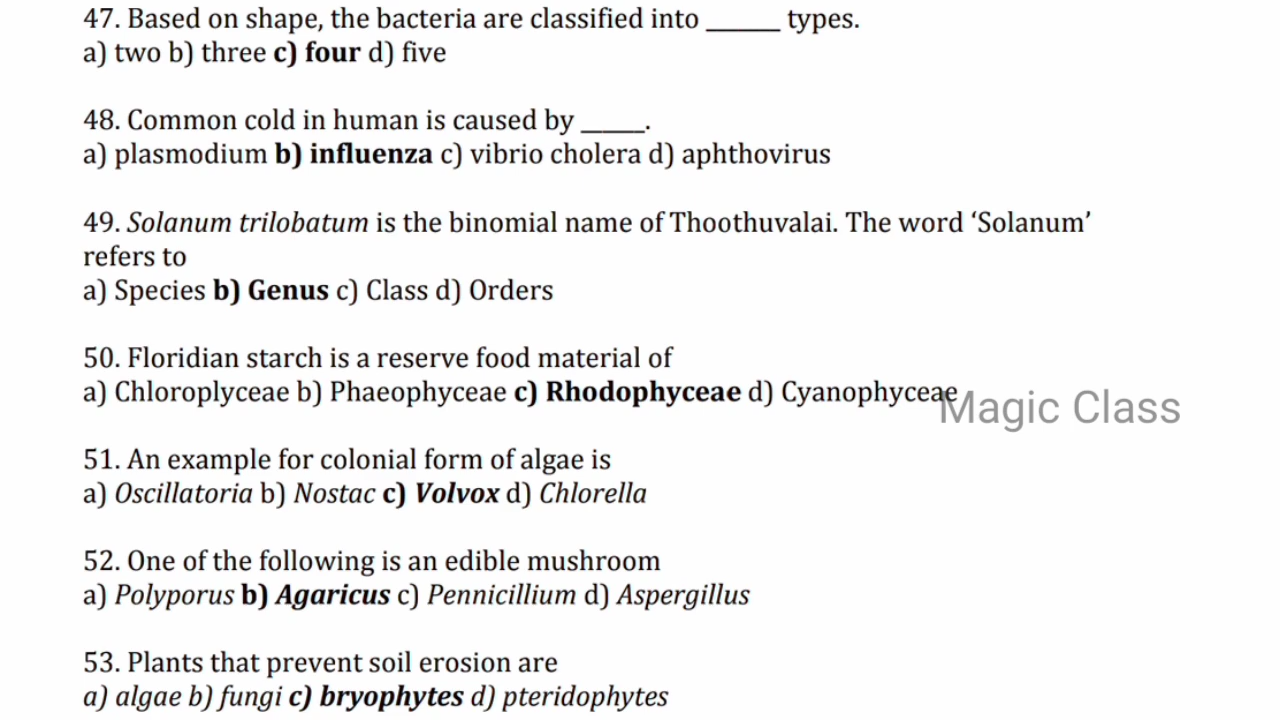 47. Based on shape, the bacteria are classified into ______ types.
a) two b) three c) four d) five
48. Common cold in human is caused by _____.
a) plasmodium b) influenza c) vibrio cholera d) aphthovirus
49. Solanum trilobatum is the binomial name of Thoothuvalai. The word ‘Solanum’
refers to
a) Species b) Genus c) Class d) Orders
50. Floridian starch is a reserve food material of
a) Chloroplyceae b) Phaeophyceae c) Rhodophyceae d) Cyanophyceae
Magic Class
51. An example for colonial form of algae is
a) Oscillatoria b) Nostac c) Volvox d) Chlorella
52. One of the following is an edible mushroom
a) Polyporus b) Agaricus c) Pennicillium d) Aspergillus
53. Plants that prevent soil erosion are
a) algae b) fungi c) bryophytes d) pteridophytes